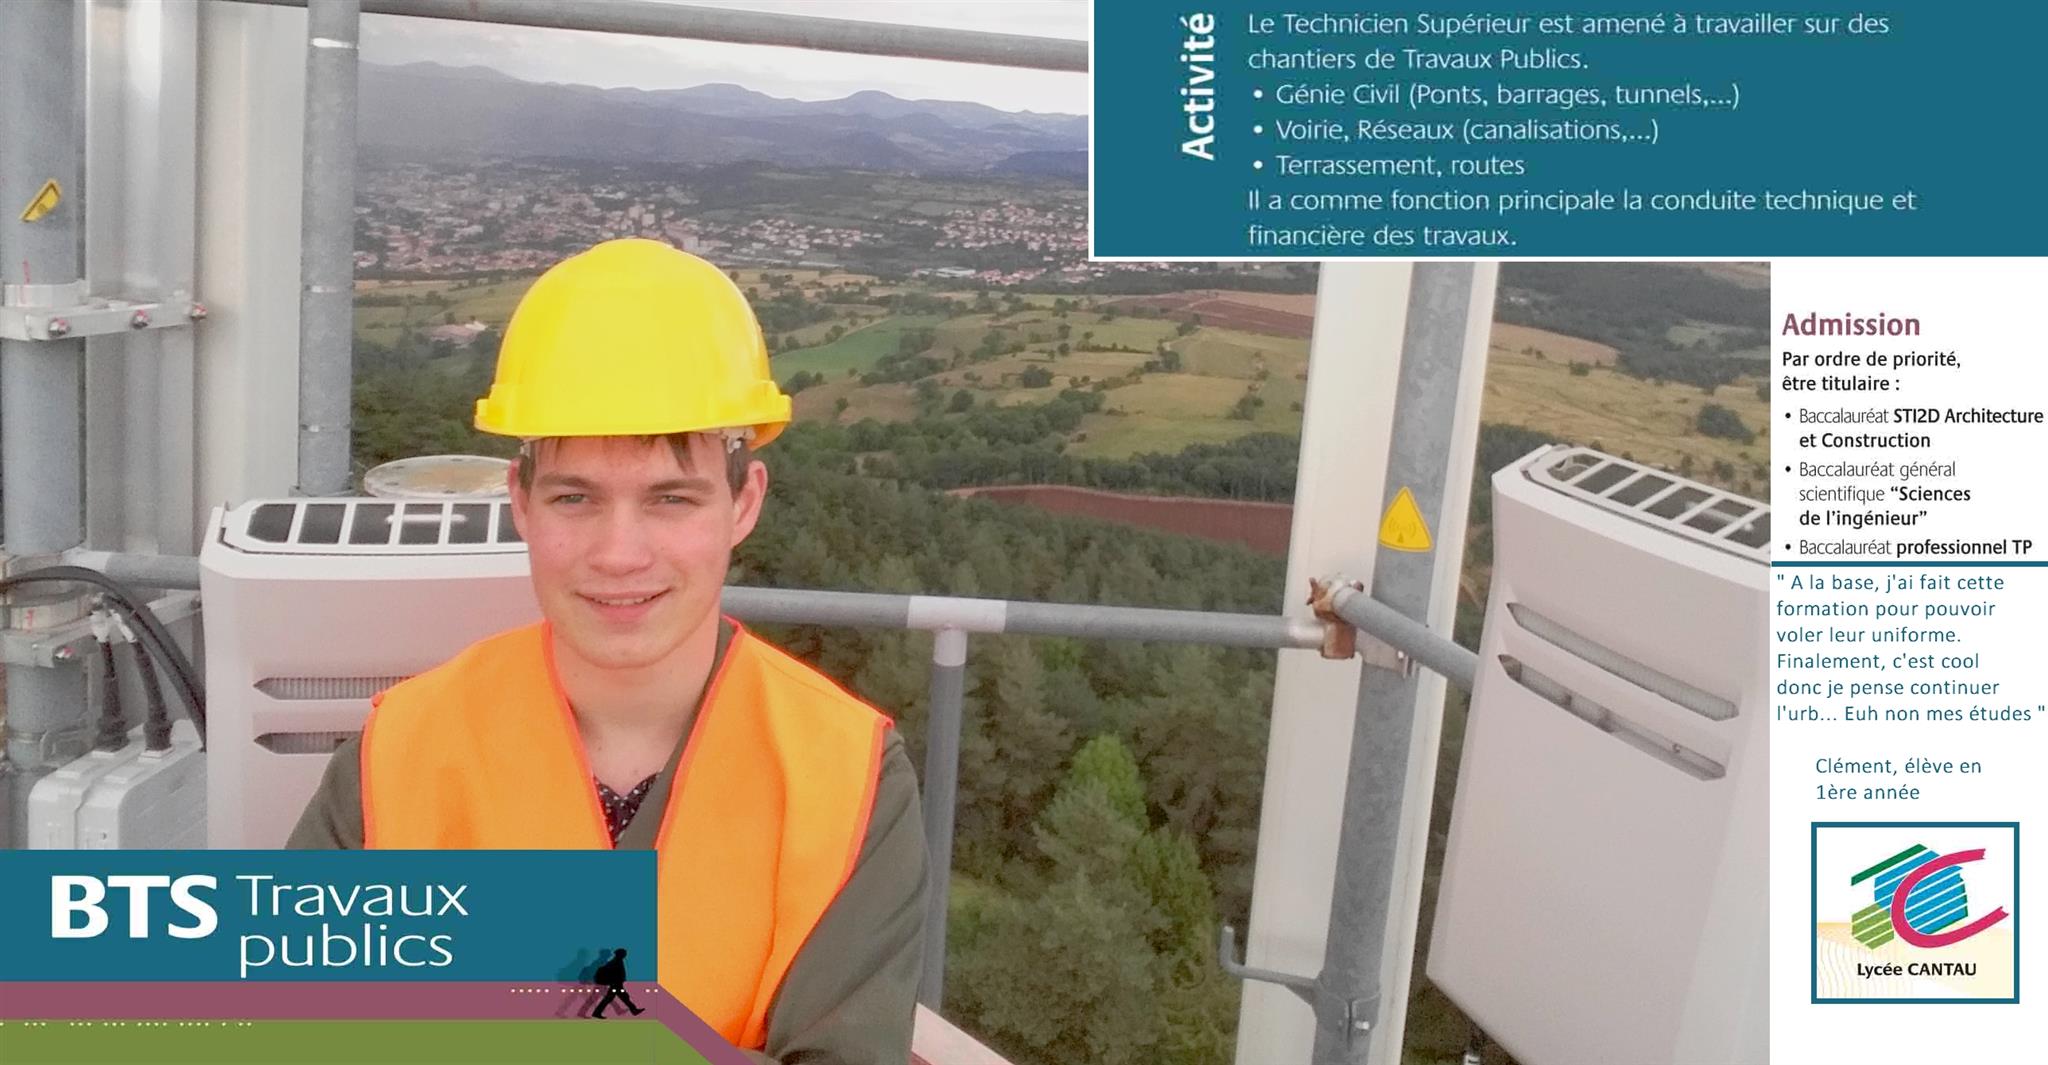 Activité
Le Technicien Supérieur est amené à travailler sur des
chantiers de Travaux Publics.
• Génie Civil (Ponts, barrages, tunnels,...)
• Voirie, Réseaux (canalisations,...)
• Terrassement, routes
Il a comme fonction principale la conduite technique et
financière des travaux.
Admission
Par ordre de priorité,
être titulaire :
• Baccalauréat STI2D Architecture
et Construction
• Baccalauréat général
scientifique “Sciences
de l’ingénieur”
• Baccalauréat professionnel TP
" A la base, j'ai fait cette
formation pour pouvoir
voler leur uniforme.
Finalement, c'est cool
donc je pense continuer
l'urb... Euh non mes études "
Clément, élève en
1ère année
Lycée CANTAU
BTS Travaux
publics